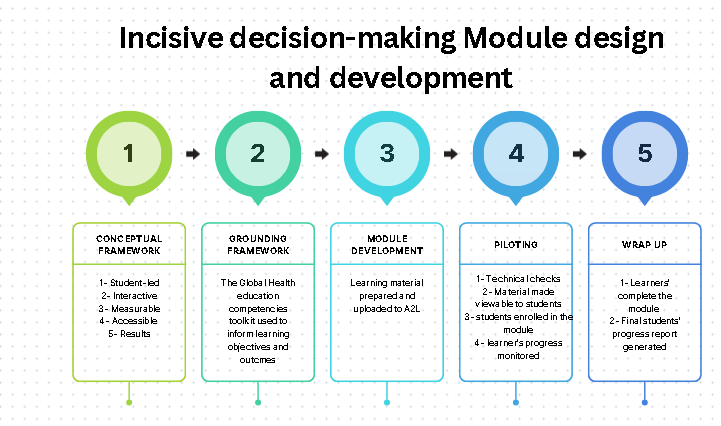 Incisive decision-making Module design
and development
1
2
3
4
5
CONCEPTUAL
FRAMEWORK
1- Student-led
2- Interactive
3- Measurable
4- Accessible
5- Results
GROUNDING
FRAMEWORK
The Global Health
education
competencies
toolkit used to
inform learning
objectives and
outcmes
MODULE
DEVELOPMENT
Learning material
prepared and
uploaded to A2L
PILOTING
1- Technical checks
2- Material made
viewable to students
3- students enrolled in the
module
4- learner's progress
monitored
WRAP UP
1- Learners'
complete the
module
2- Final students'
progress report
generated